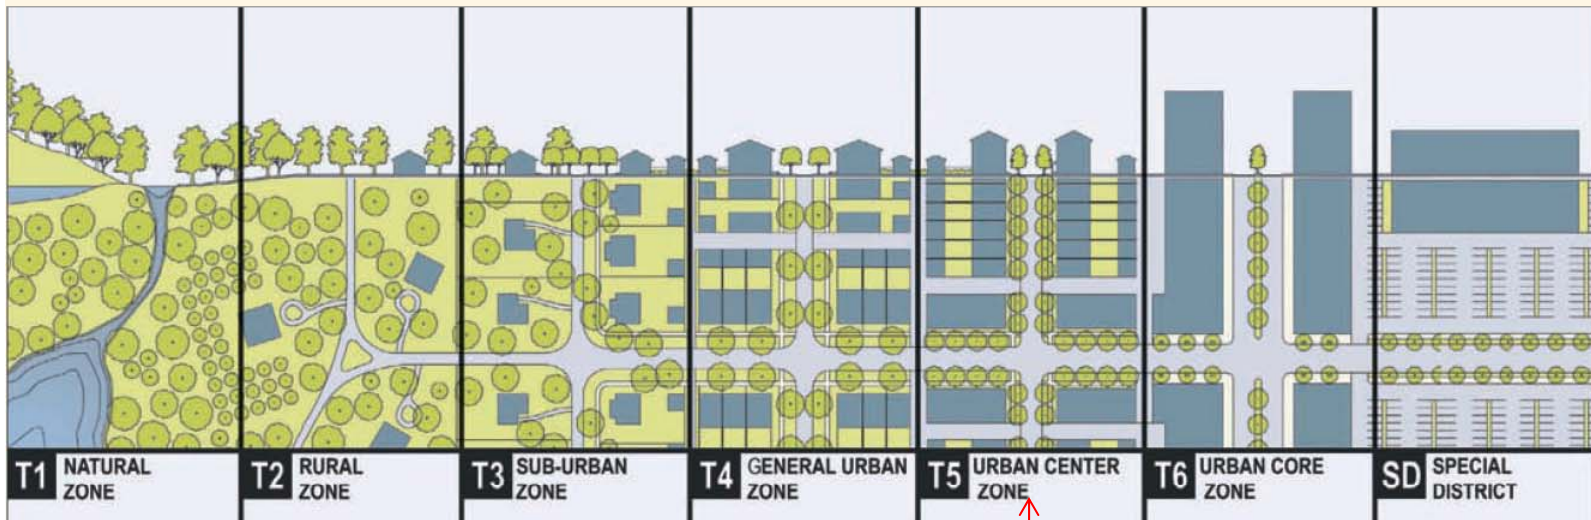 T1 NATURAL
ZONE
T2 RURAL
ZONE
T3 SUB-URBAN
ZONE
T4 GENERAL URBAN
ZONE
T5 URBAN CENTER
ZONE
T6 URBAN CORE
ZONE
SD SPECIAL
DISTRICT